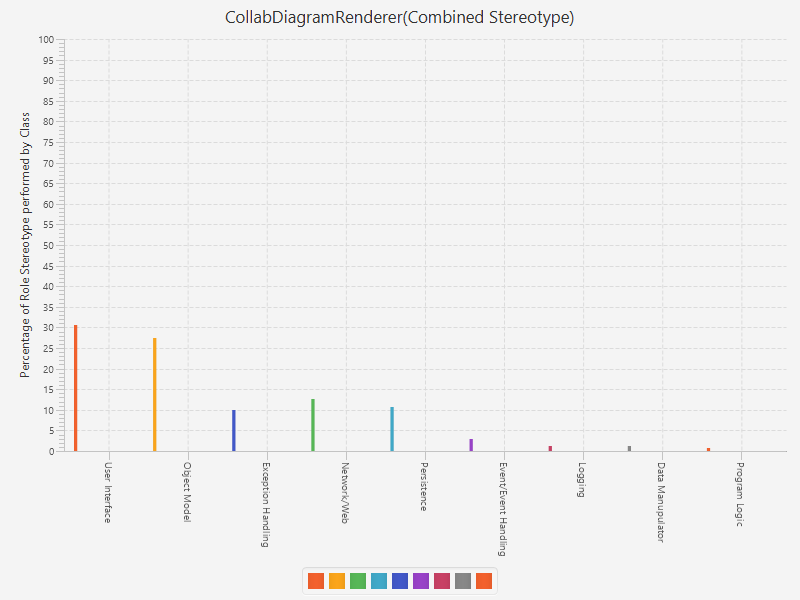 CollabDiagramRenderer(Combined Stereotype)
Percentage of Role Stereotype performed by Class
100
95
90
85
80
75
70
65
60
55
50
45
40
35
30
25
20
15
10
5
0
User Interface
Object Model
Exception Handling
Network/Web
Persistence
Event/Event Handling
Logging
Data Manupulator
Program Logic